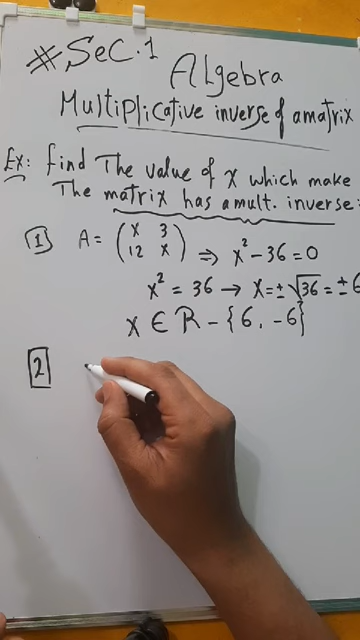 #Sec.1
Algebra
Multiplicative inverse of a matrix
Ex: find The value of x which make
The matrix has a mult. inverse:
[1] A = ( x 3 / 12 x ) ⇒ x² - 36 = 0
x² = 36 → x = ± √36 = ± 6
x ∈ R - {6, -6}
[2]